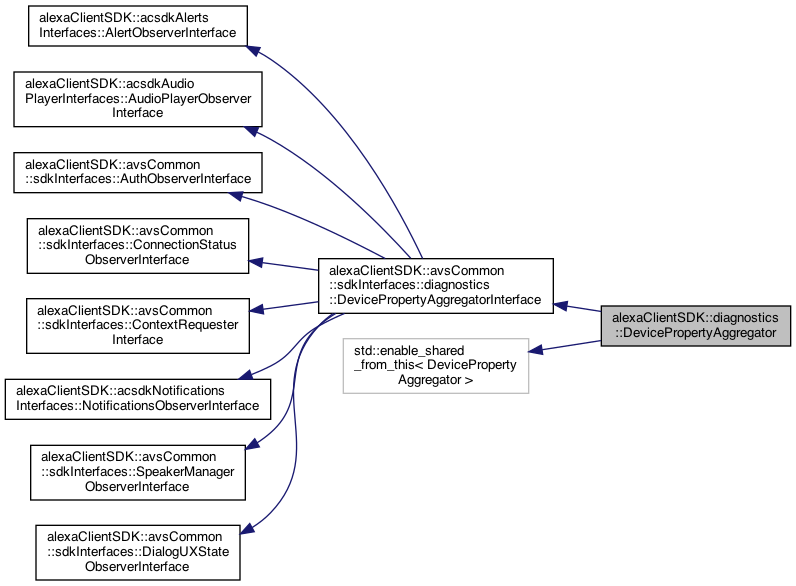 alexaClientSDK::acsdkAlerts
Interfaces::AlertObserverInterface
alexaClientSDK::acsdkAudio
PlayerInterfaces::AudioPlayerObserver
Interface
alexaClientSDK::avsCommon
::sdkInterfaces::AuthObserverInterface
alexaClientSDK::avsCommon
::sdkInterfaces::ConnectionStatus
ObserverInterface
alexaClientSDK::avsCommon
::sdkInterfaces::ContextRequester
Interface
alexaClientSDK::acsdkNotifications
Interfaces::NotificationsObserverInterface
alexaClientSDK::avsCommon
::sdkInterfaces::SpeakerManager
ObserverInterface
alexaClientSDK::avsCommon
::sdkInterfaces::DialogUXState
ObserverInterface
alexaClientSDK::avsCommon
::sdkInterfaces::diagnostics
::DevicePropertyAggregatorInterface
std::enable_shared
_from_this< DeviceProperty
Aggregator >
alexaClientSDK::diagnostics
::DevicePropertyAggregator